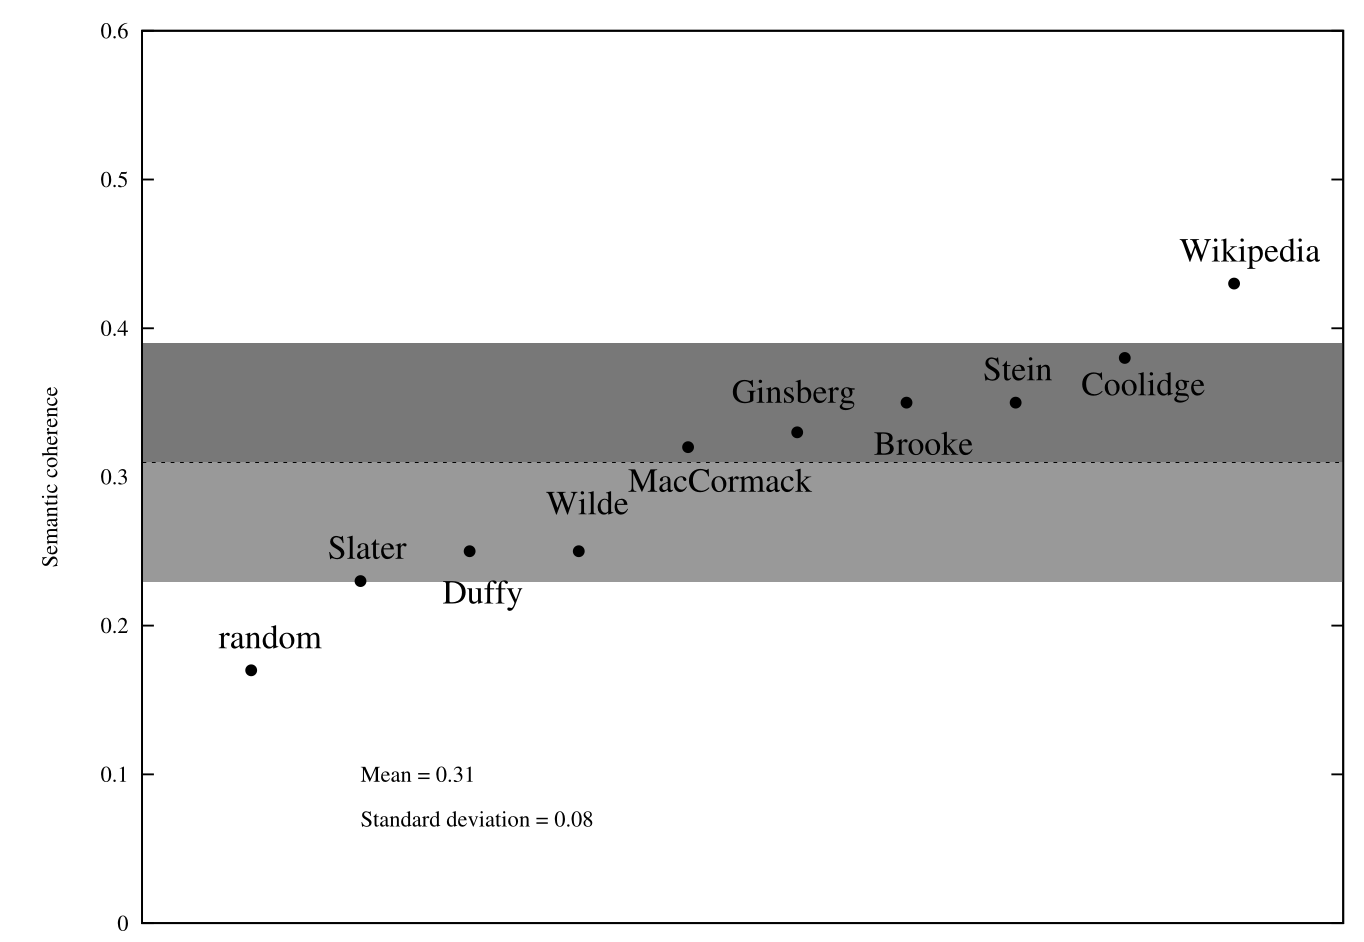 0.6
0.5
Wikipedia
0.4
Stein
Ginsberg
Coolidge
Brooke
0.3
MacCormack
Wilde
Semantic coherence
Slater
Duffy
0.2
random
0.1
Mean = 0.31
Standard deviation = 0.08
0